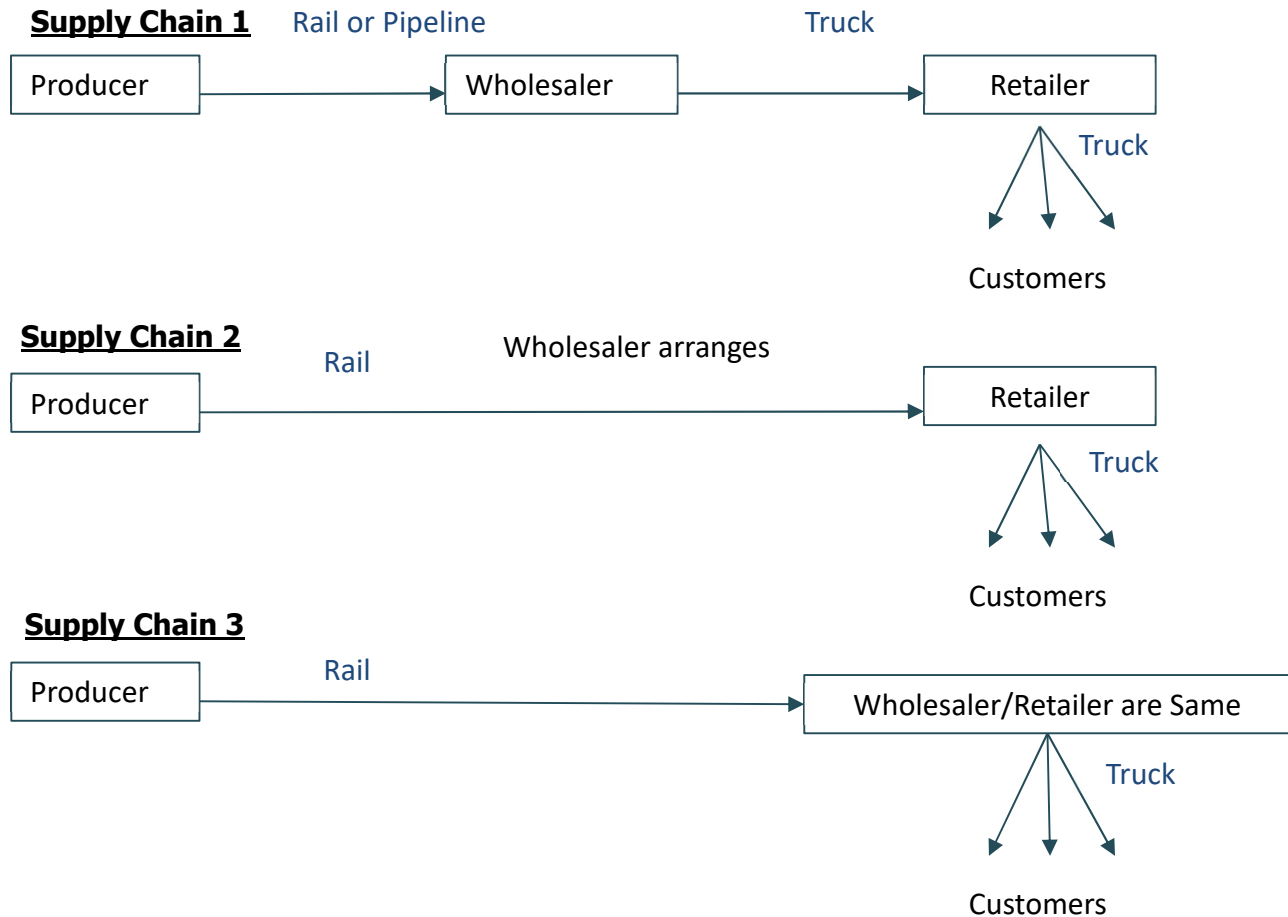 Supply Chain 1 Rail or Pipeline Truck
Producer Wholesaler Retailer
Truck
Customers
Supply Chain 2
Rail Wholesaler arranges
Producer Retailer
Truck
Customers
Supply Chain 3
Rail
Producer Wholesaler/Retailer are Same
Truck
Customers